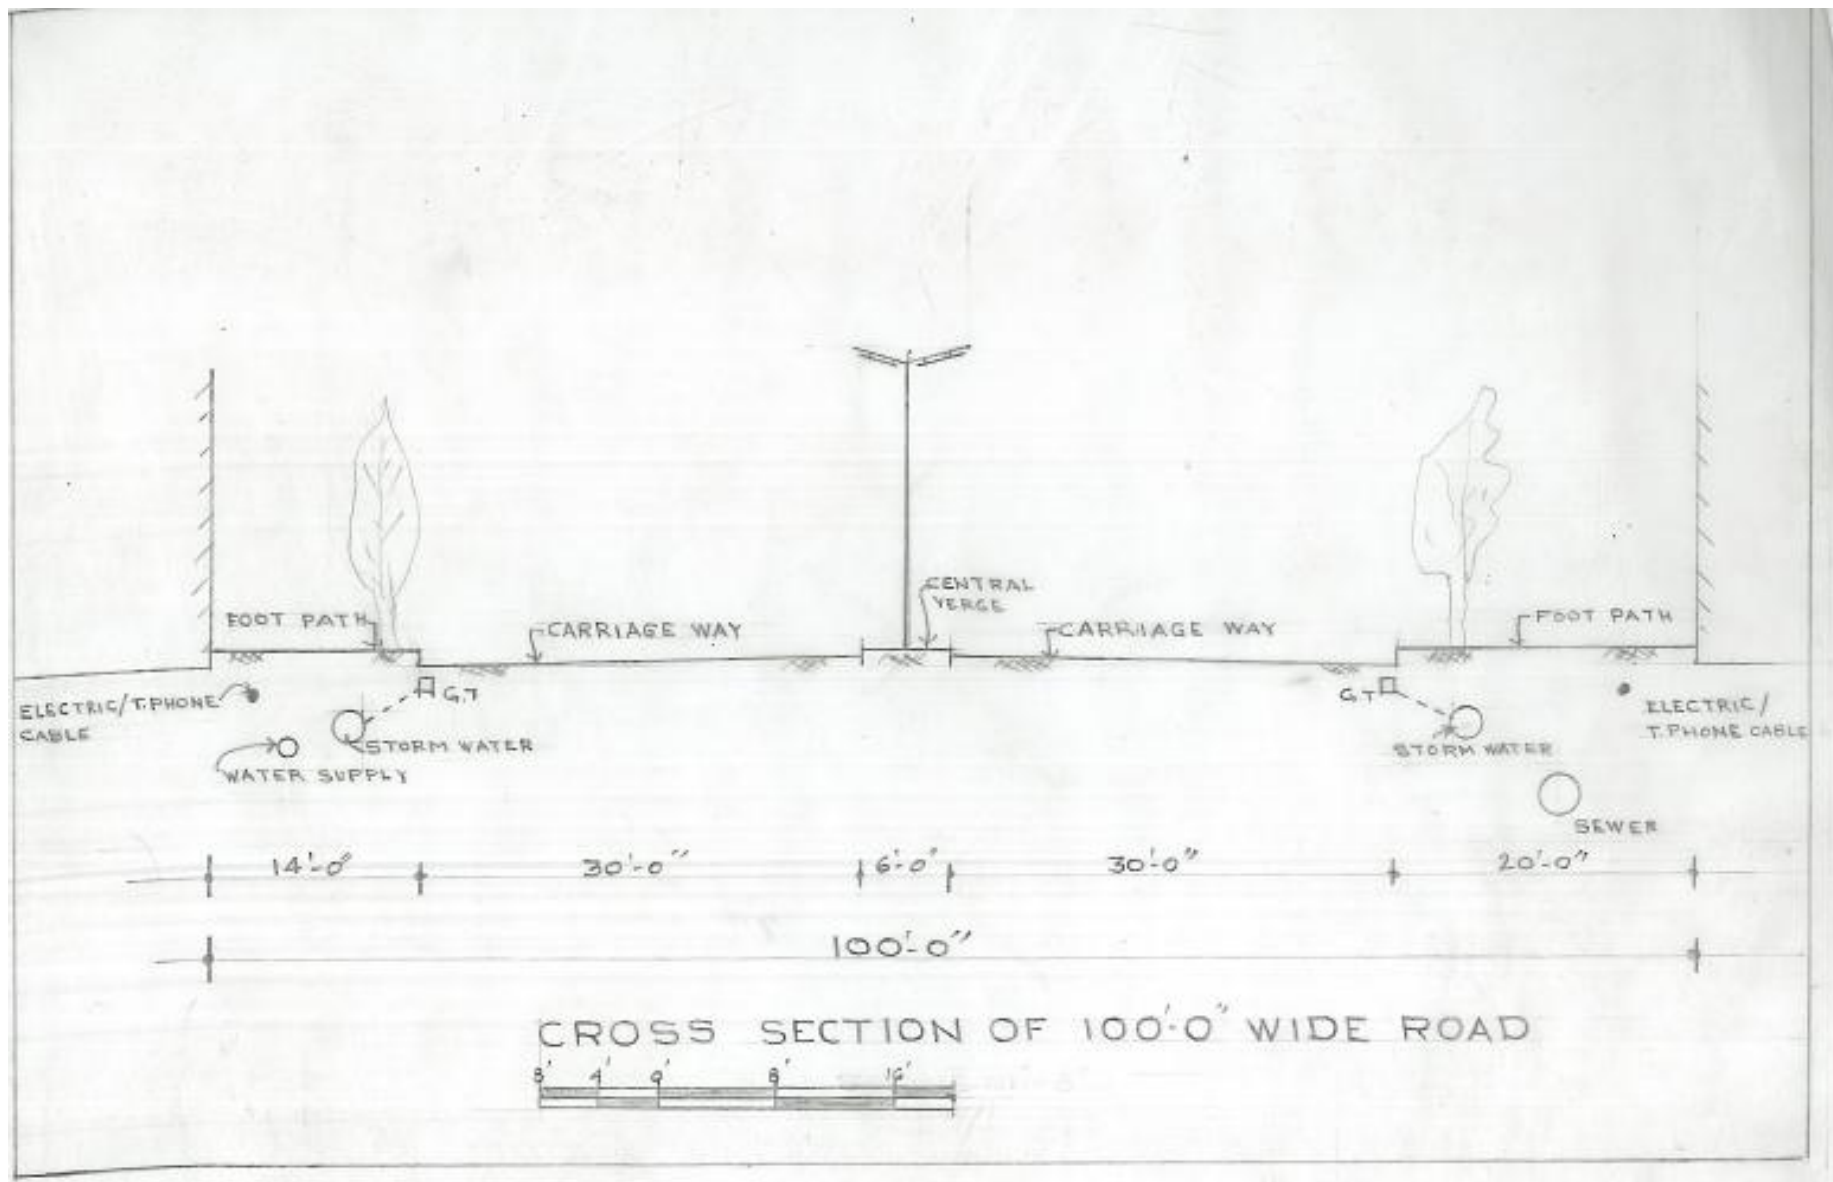 CENTRAL
VERGE
FOOT PATH
CARRIAGE WAY
CARRIAGE WAY
FOOT PATH
ELECTRIC/T.PHONE
CABLE
G.T
STORM WATER
WATER SUPPLY
G.T
STORM WATER
ELECTRIC/
T.PHONE CABLE
SEWER
14'-0" 30'-0" 6'-0" 30'-0" 20'-0"
100'-0"
CROSS SECTION OF 100'-0" WIDE ROAD
8' 4' 0' 8' 16'